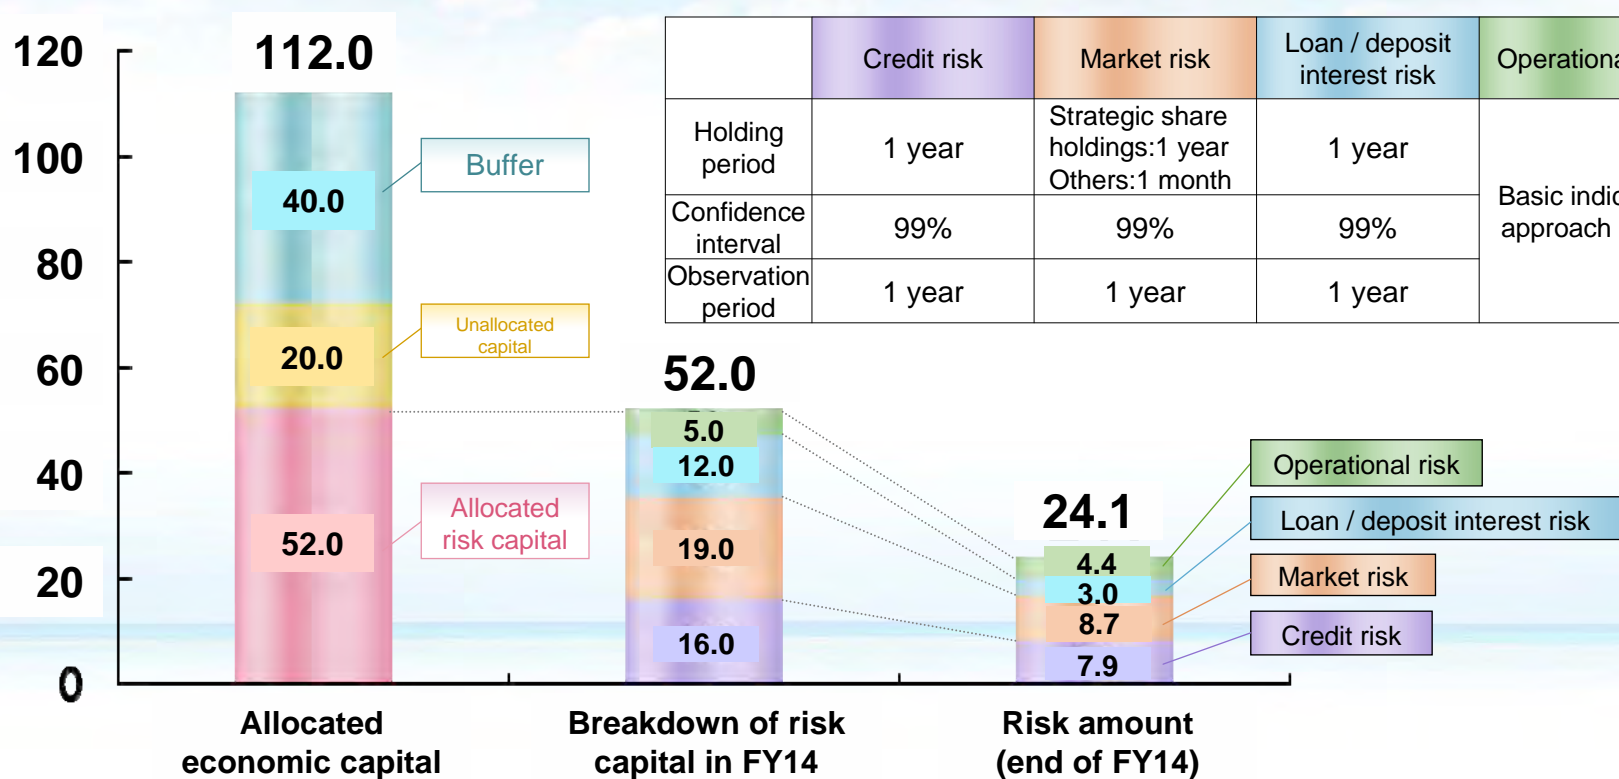 120
100
80
60
40
20
0
112.0
40.0
20.0
52.0
Buffer
Unallocated
capital
Allocated
risk capital
Allocated
economic capital
52.0
5.0
12.0
19.0
16.0
Breakdown of risk
capital in FY14
24.1
4.4
3.0
8.7
7.9
Risk amount
(end of FY14)
Operational risk
Loan / deposit interest risk
Market risk
Credit risk
Credit risk
Market risk
Loan / deposit
interest risk
Holding
period
1 year
Strategic share
holdings:1 year
Others:1 month
1 year
Basic
approach
Confidence
interval
99%
99%
99%
Observation
period
1 year
1 year
1 year